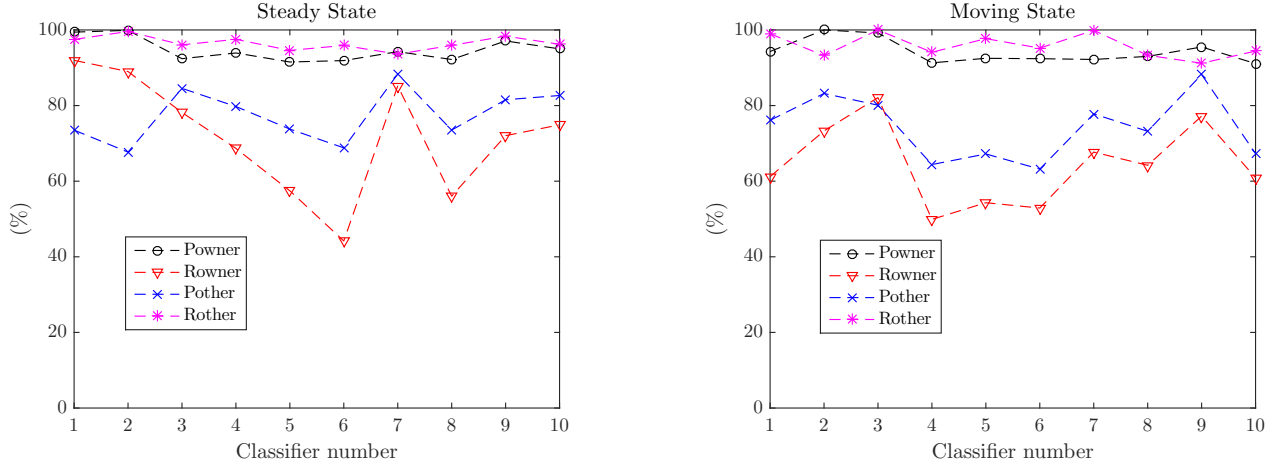 Steady State
100
80
60
40
20
0
(%)
Powner
Rowner
Pother
Rother
1 2 3 4 5 6 7 8 9 10
Classifier number
Moving State
100
80
60
40
20
0
(%)
Powner
Rowner
Pother
Rother
1 2 3 4 5 6 7 8 9 10
Classifier number